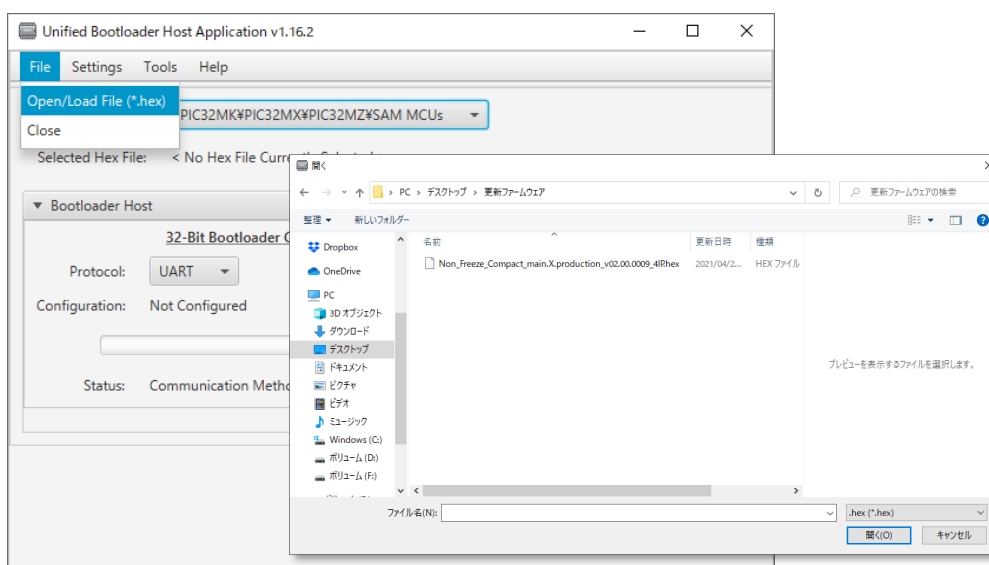 Unified Bootloader Host Application v1.16.2
File Settings Tools Help
Open/Load File (*.hex)
PIC32MK¥PIC32MX¥PIC32MZ¥SAM MCUs
Close
Selected Hex File: < No Hex File
Bootloader Host
32-Bit Bootloader
Protocol: UART
Configuration: Not Configured
Status: Communication
開く
PC › デスクトップ › 更新ファームウェア
更新ファームウェアの検索
整理 新しいフォルダー
名前 更新日時 種類
Non_Freeze_Compact_main.X.production_v02.00.0009_4IRhex 2021/04/2... HEX ファイル
Dropbox
OneDrive
PC
3D オブジェクト
ダウンロード
デスクトップ
ドキュメント
ピクチャ
ビデオ
ミュージック
Windows (C:)
ボリューム (D:)
ボリューム (F:)
プレビューを表示するファイルを選択します。
ファイル名(N):
.hex (*.hex)
開く(O) キャンセル